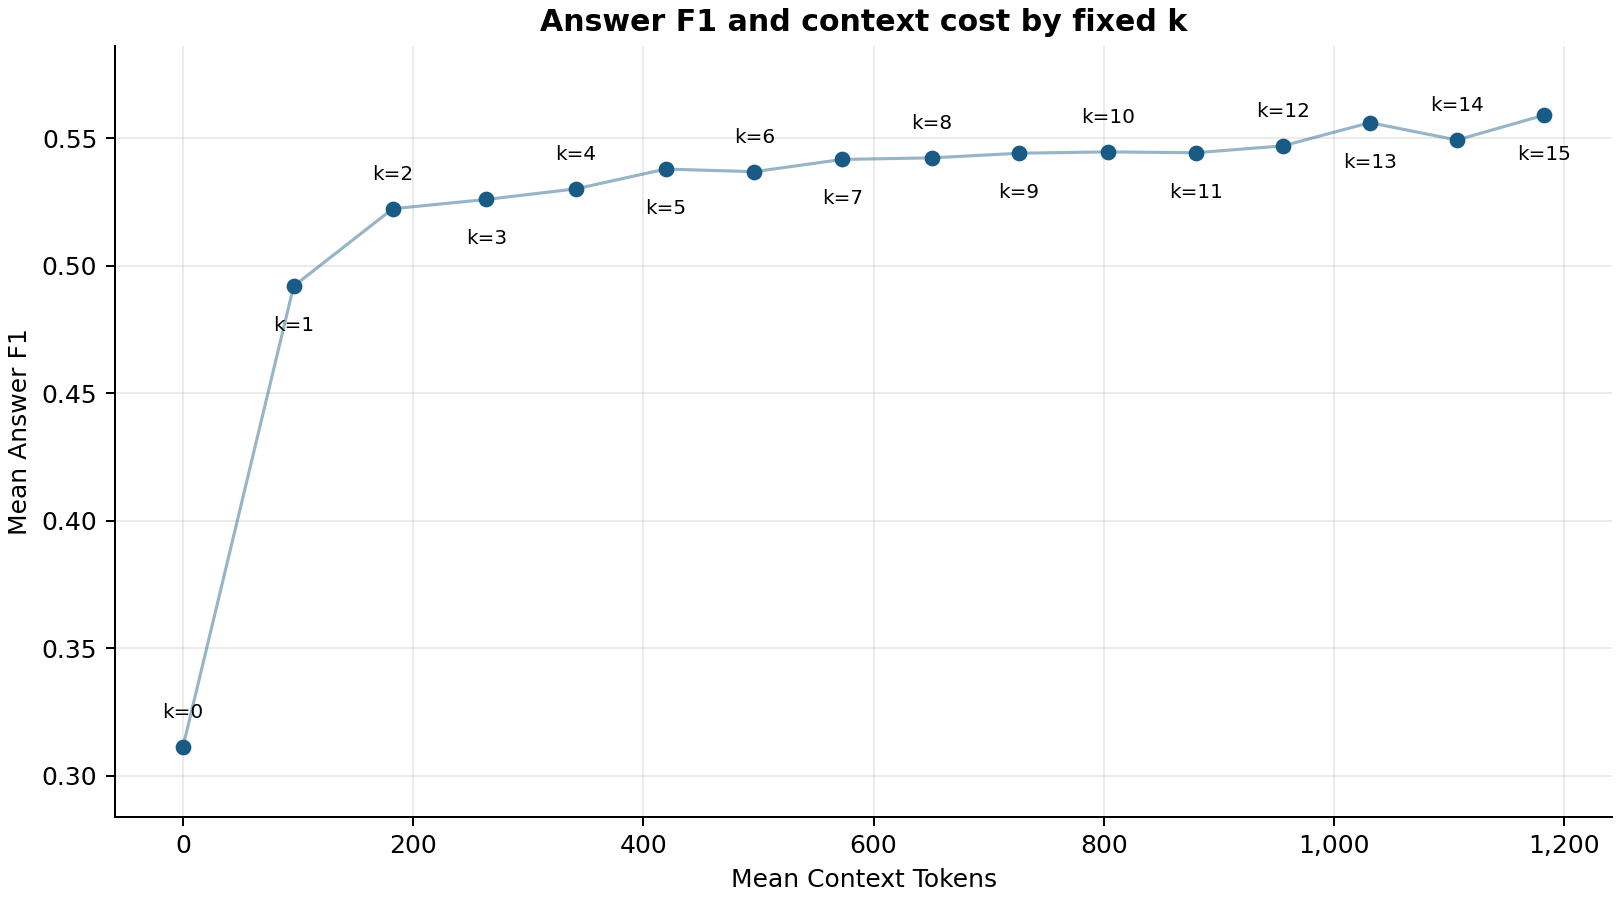 Answer F1 and context cost by fixed k
Mean Answer F1
0.55
0.50
0.45
0.40
0.35
0.30
k=0
k=1
k=2
k=3
k=4
k=5
k=6
k=7
k=8
k=9
k=10
k=11
k=12
k=13
k=14
k=15
0 200 400 600 800 1,000 1,200
Mean Context Tokens